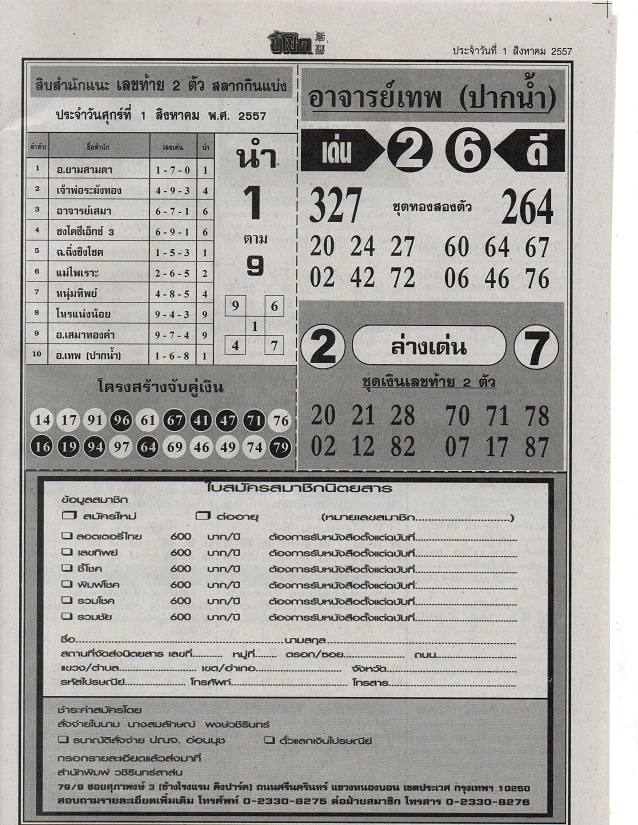 ประจำวันที่ 1 สิงหาคม 2557
สิบสำนักแนะ เลขท้าย 2 ตัว สลากกินแบ่ง
ประจำวันศุกร์ที่ 1 สิงหาคม พ.ศ. 2557
ลำดับ ชื่อสำนัก เลขเด่น นำ
1 อ.ยามสามตา 1 - 7 - 0 1
2 เจ้าพ่อระฆังทอง 4 - 9 - 3 4
3 อาจารย์เสมา 6 - 7 - 1 6
4 ชงโคซีเอ็กซ์ 3 6 - 9 - 1 6
5 ฉ.ฉิ่งชิงโชค 1 - 5 - 3 1
6 แม่ไพเราะ 2 - 6 - 5 2
7 หนุ่มทิพย์ 4 - 8 - 5 4
8 โหรแน่งน้อย 9 - 4 - 3 9
9 อ.เสมาทองคำ 9 - 7 - 4 9
10 อ.เทพ (ปากน้ำ) 1 - 6 - 8 1
นำ
1
ตาม
9
9 6
1
4 7
โครงสร้างจับคู่เงิน
14 17 91 96 61 67 41 47 71 76
16 19 94 97 64 69 46 49 74 79
อาจารย์เทพ (ปากน้ำ)
เด่น 2 6 ดี
327 ชุดทองสองตัว 264
20 24 27 60 64 67
02 42 72 06 46 76
2 ล่างเด่น 7
ชุดเงินเลขท้าย 2 ตัว
20 21 28 70 71 78
02 12 82 07 17 87
ใบสมัครสมาชิกนิตยสาร
ข้อมูลสมาชิก
สมัครใหม่ ต่ออายุ (หมายเลขสมาชิก..............................)
ลอตเตอรี่ไทย 600 บาท/ปี ต้องการรับหนังสือตั้งแต่ฉบับที่..............................
เลขทิพย์ 600 บาท/ปี ต้องการรับหนังสือตั้งแต่ฉบับที่..............................
ชี้โชค 600 บาท/ปี ต้องการรับหนังสือตั้งแต่ฉบับที่..............................
พิมพ์โชค 600 บาท/ปี ต้องการรับหนังสือตั้งแต่ฉบับที่..............................
รวมโชค 600 บาท/ปี ต้องการรับหนังสือตั้งแต่ฉบับที่..............................
รวมชัย 600 บาท/ปี ต้องการรับหนังสือตั้งแต่ฉบับที่..............................
ชื่อ..............................นามสกุล..............................
สถานที่จัดส่งนิตยสาร เลขที่.......... หมู่ที่.......... ตรอก/ซอย.......... ถนน..........
แขวง/ตำบล.......... เขต/อำเภอ.......... จังหวัด..........
รหัสไปรษณีย์.......... โทรศัพท์.......... โทรสาร..........
ชำระค่าสมัครโดย
สั่งจ่ายในนาม นางสมลักษณ์ พงษ์วชิรินทร์
ธนาณัติสั่งจ่าย ปณจ. อ่อนนุช ตั๋วแลกเงินไปรษณีย์
กรอกรายละเอียดแล้วส่งมาที่
สำนักพิมพ์ วชิรินทร์สาส์น
79/9 ซอยสุภาพงษ์ 3 (ข้างโรงแรม คิงปาร์ค) ถนนศรีนครินทร์ แขวงหนองบอน เขตประเวศ กรุงเทพฯ 10250
สอบถามรายละเอียดเพิ่มเติม โทรศัพท์ 0-2330-8275 ต่อฝ่ายสมาชิก โทรสาร 0-2330-8276